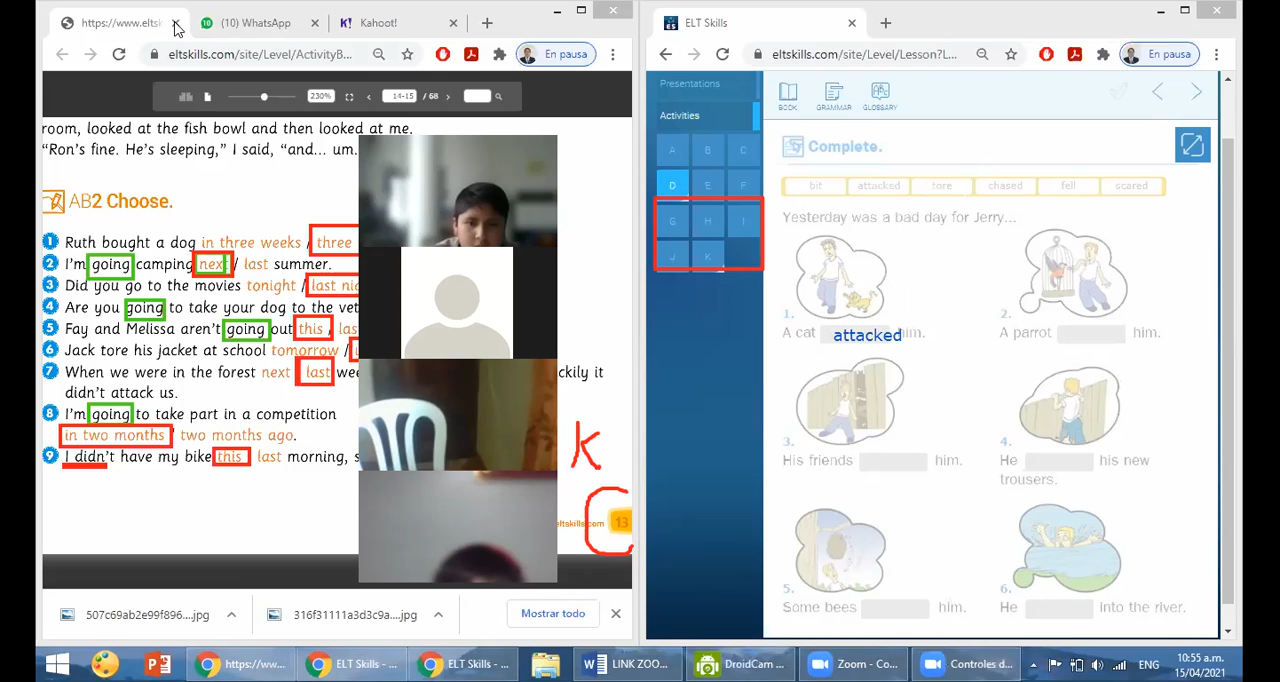 https://www.eltsk
(10) WhatsApp
Kahoot!
eltskills.com/site/Level/ActivityB...
En pausa
230%
14-15 / 68
room, looked at the fish bowl and then looked at me.
"Ron's fine. He's sleeping," I said, "and... um.
AB2 Choose.
1 Ruth bought a dog in three weeks / three
2 I'm going camping next / last summer.
3 Did you go to the movies tonight / last nig
4 Are you going to take your dog to the vet
5 Fay and Melissa aren't going out this / las
6 Jack tore his jacket at school tomorrow /
7 When we were in the forest next last wee ckily it
didn't attack us.
8 I'm going to take part in a competition
in two months / two months ago.
9 I didn't have my bike this last morning, s
K
eltskills.com 13
507c69ab2e99f896....jpg
316f31111a3d3c9a....jpg
Mostrar todo
ELT Skills
eltskills.com/site/Level/Lesson?L...
En pausa
Presentations
Activities
A B C
D E F
G H I
J K
BOOK GRAMMAR GLOSSARY
Complete.
bit attacked tore chased fell scared
Yesterday was a bad day for Jerry...
1. 2.
A cat attacked him. A parrot him.
3. 4.
His friends him. He his new
trousers.
5. 6.
Some bees him. He into the river.
https://ww...
ELT Skills - ...
ELT Skills - ...
LINK ZOO...
DroidCam ...
Zoom - Co...
Controles d...
ENG
10:55 a.m.
15/04/2021